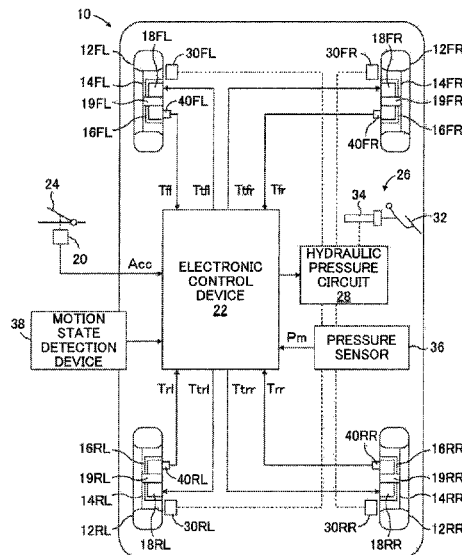 10
18FL
30FL
12FL
14FL
19FL
40FL
16FL
18FR
30FR
12FR
14FR
19FR
40FR
16FR
Tfl
Ttfl
Ttfr
Tfr
24
20
Acc
26
34
32
ELECTRONIC
CONTROL
DEVICE
22
HYDRAULIC
PRESSURE
CIRCUIT
28
38
MOTION
STATE
DETECTION
DEVICE
Pm
PRESSURE
SENSOR
36
Trl
Ttrl
Ttrr
Trr
16RL
40RL
19RL
14RL
12RL
18RL
30RL
40RR
16RR
19RR
14RR
30RR
18RR
12RR